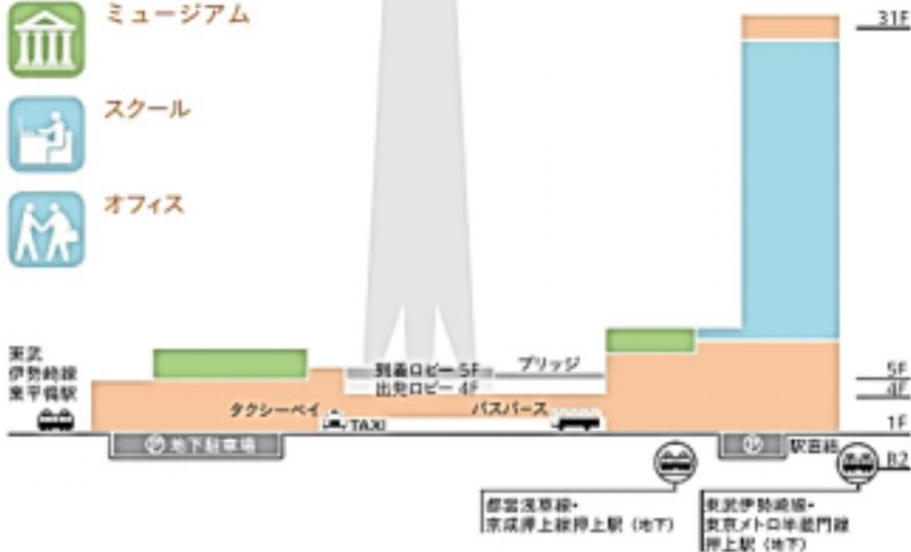 ミュージアム
スクール
オフィス
31F
東武
伊勢崎線
業平橋駅
到着ロビー 5F
出発ロビー 4F
ブリッジ
5F
4F
タクシーベイ
TAXI
バスバース
1F
P 地下駐車場
P
駅直結
B2
都営浅草線・
京成押上線押上駅(地下)
東武伊勢崎線・
東京メトロ半蔵門線
押上駅(地下)